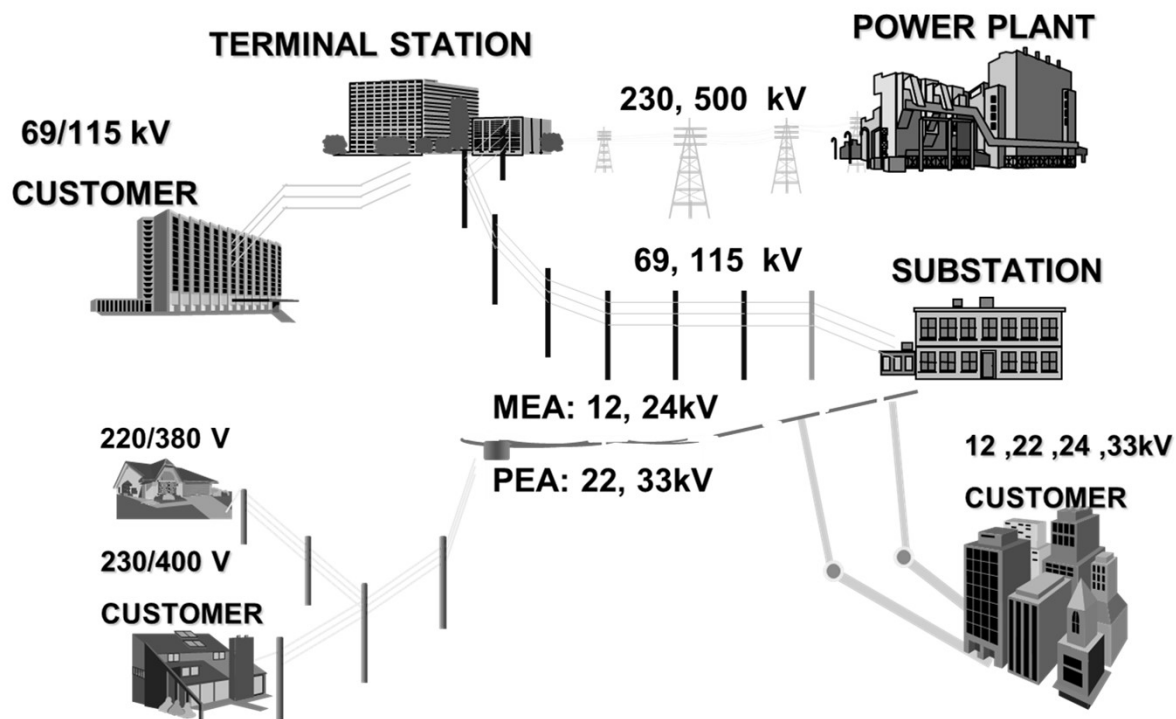 TERMINAL STATION
POWER PLANT
230, 500 kV
69/115 kV
CUSTOMER
69, 115 kV
SUBSTATION
MEA: 12, 24kV
PEA: 22, 33kV
220/380 V
230/400 V
CUSTOMER
12 ,22 ,24 ,33kV
CUSTOMER